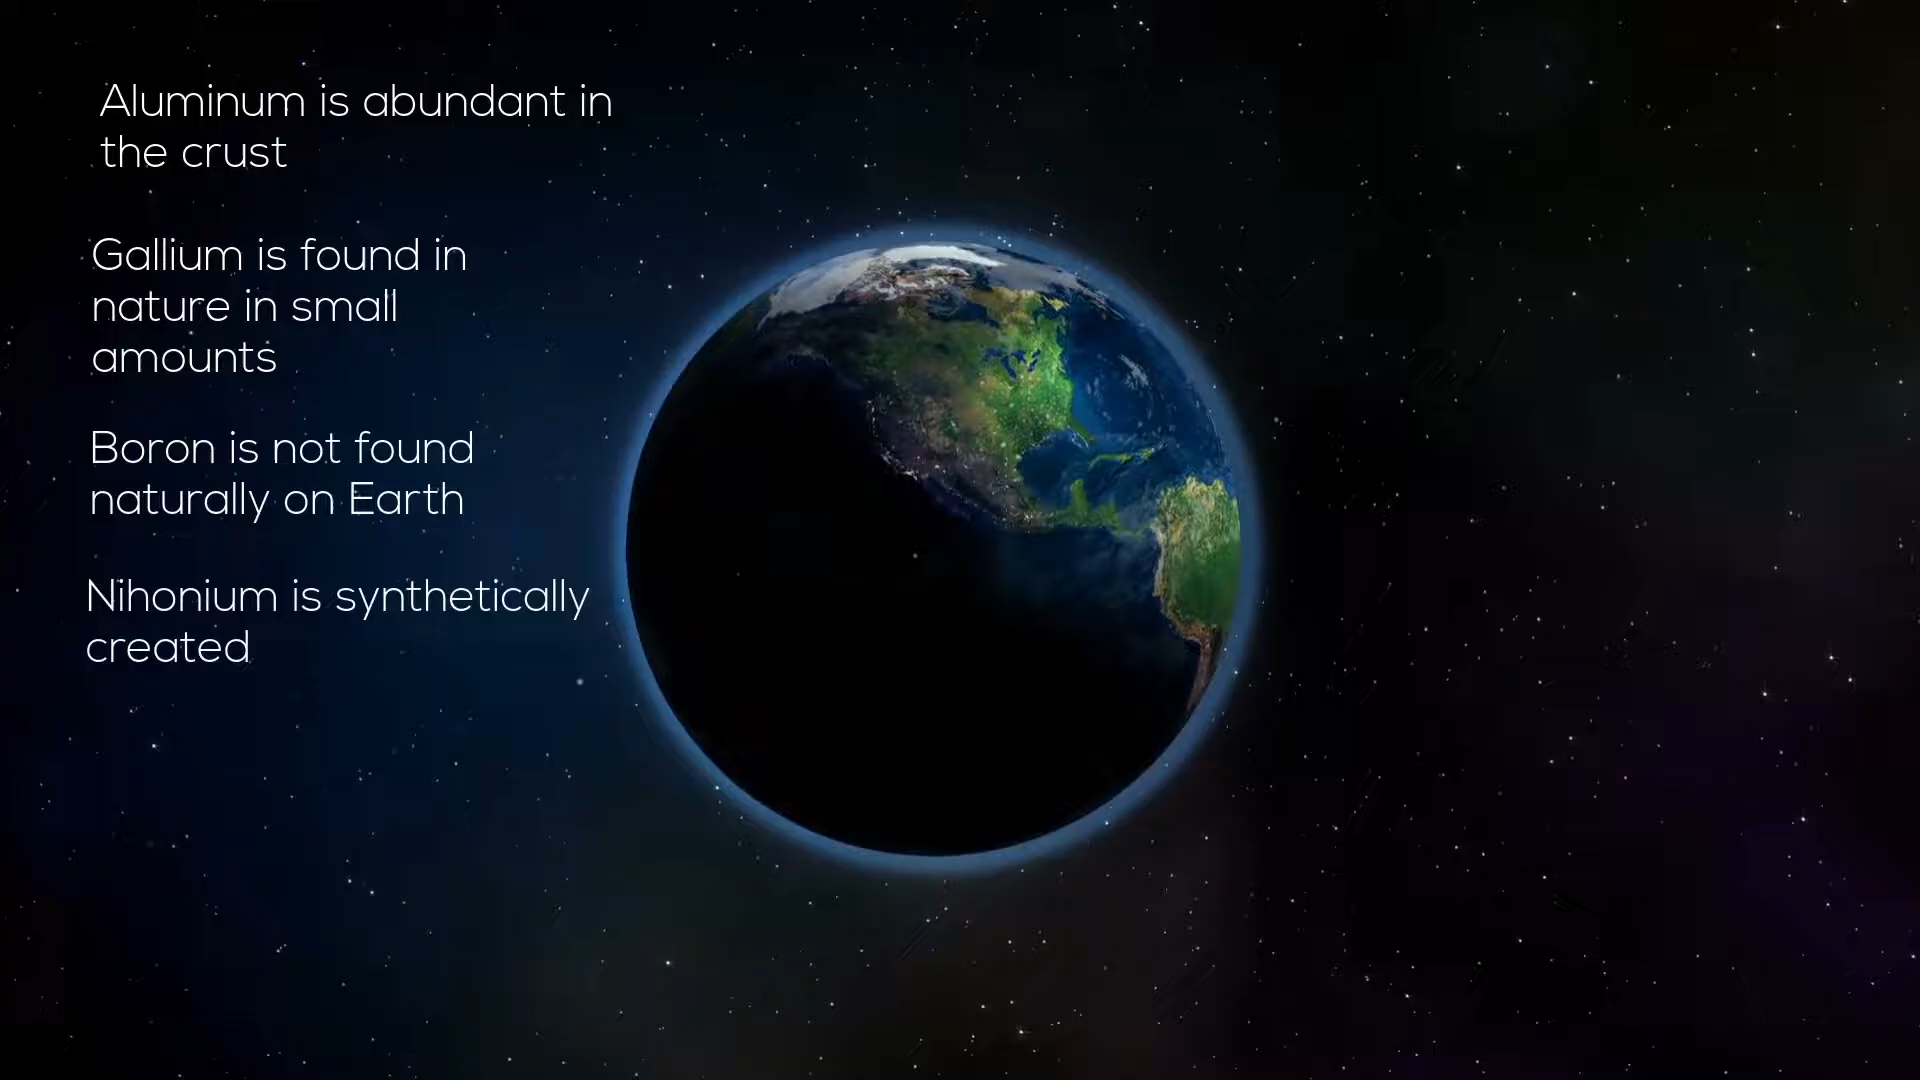 Aluminum is abundant in
the crust
Gallium is found in
nature in small
amounts
Boron is not found
naturally on Earth
Nihonium is synthetically
created